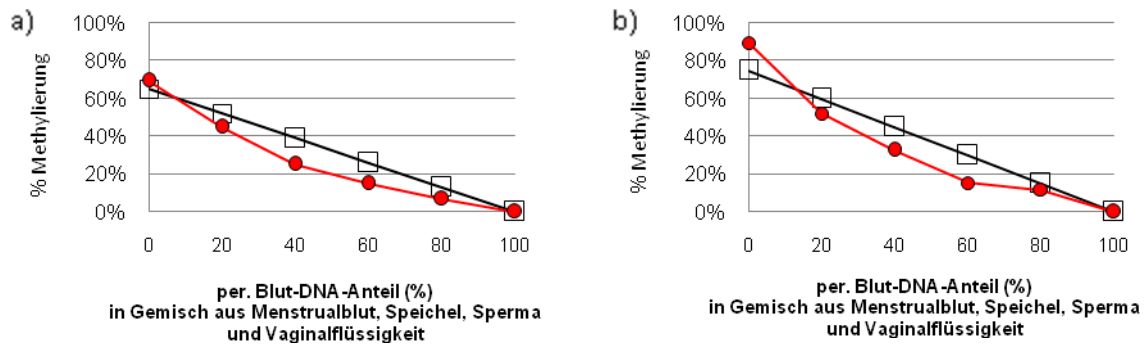 a)
% Methylierung
100%
80%
60%
40%
20%
0%
0 20 40 60 80 100
per. Blut-DNA-Anteil (%)
in Gemisch aus Menstrualblut, Speichel, Sperma
und Vaginalflüssigkeit
b)
% Methylierung
100%
80%
60%
40%
20%
0%
0 20 40 60 80 100
per. Blut-DNA-Anteil (%)
in Gemisch aus Menstrualblut, Speichel, Sperma
und Vaginalflüssigkeit